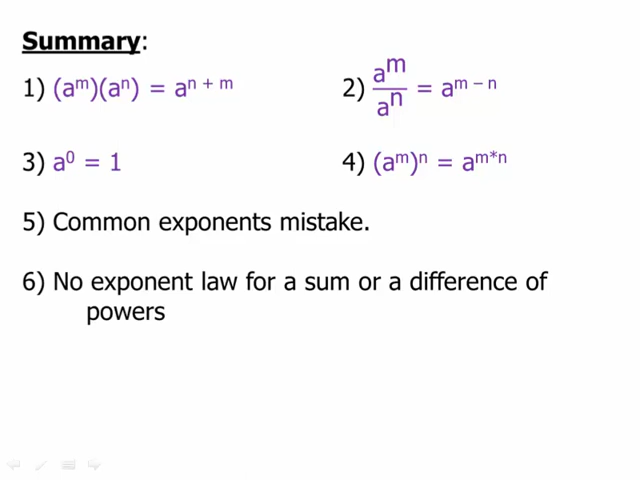 Summary:
1) (aᵐ)(aⁿ) = aⁿ ⁺ ᵐ
2) aᵐ/aⁿ = aᵐ ⁻ ⁿ
3) a⁰ = 1
4) (aᵐ)ⁿ = a^m*n
5) Common exponents mistake.
6) No exponent law for a sum or a difference of
powers